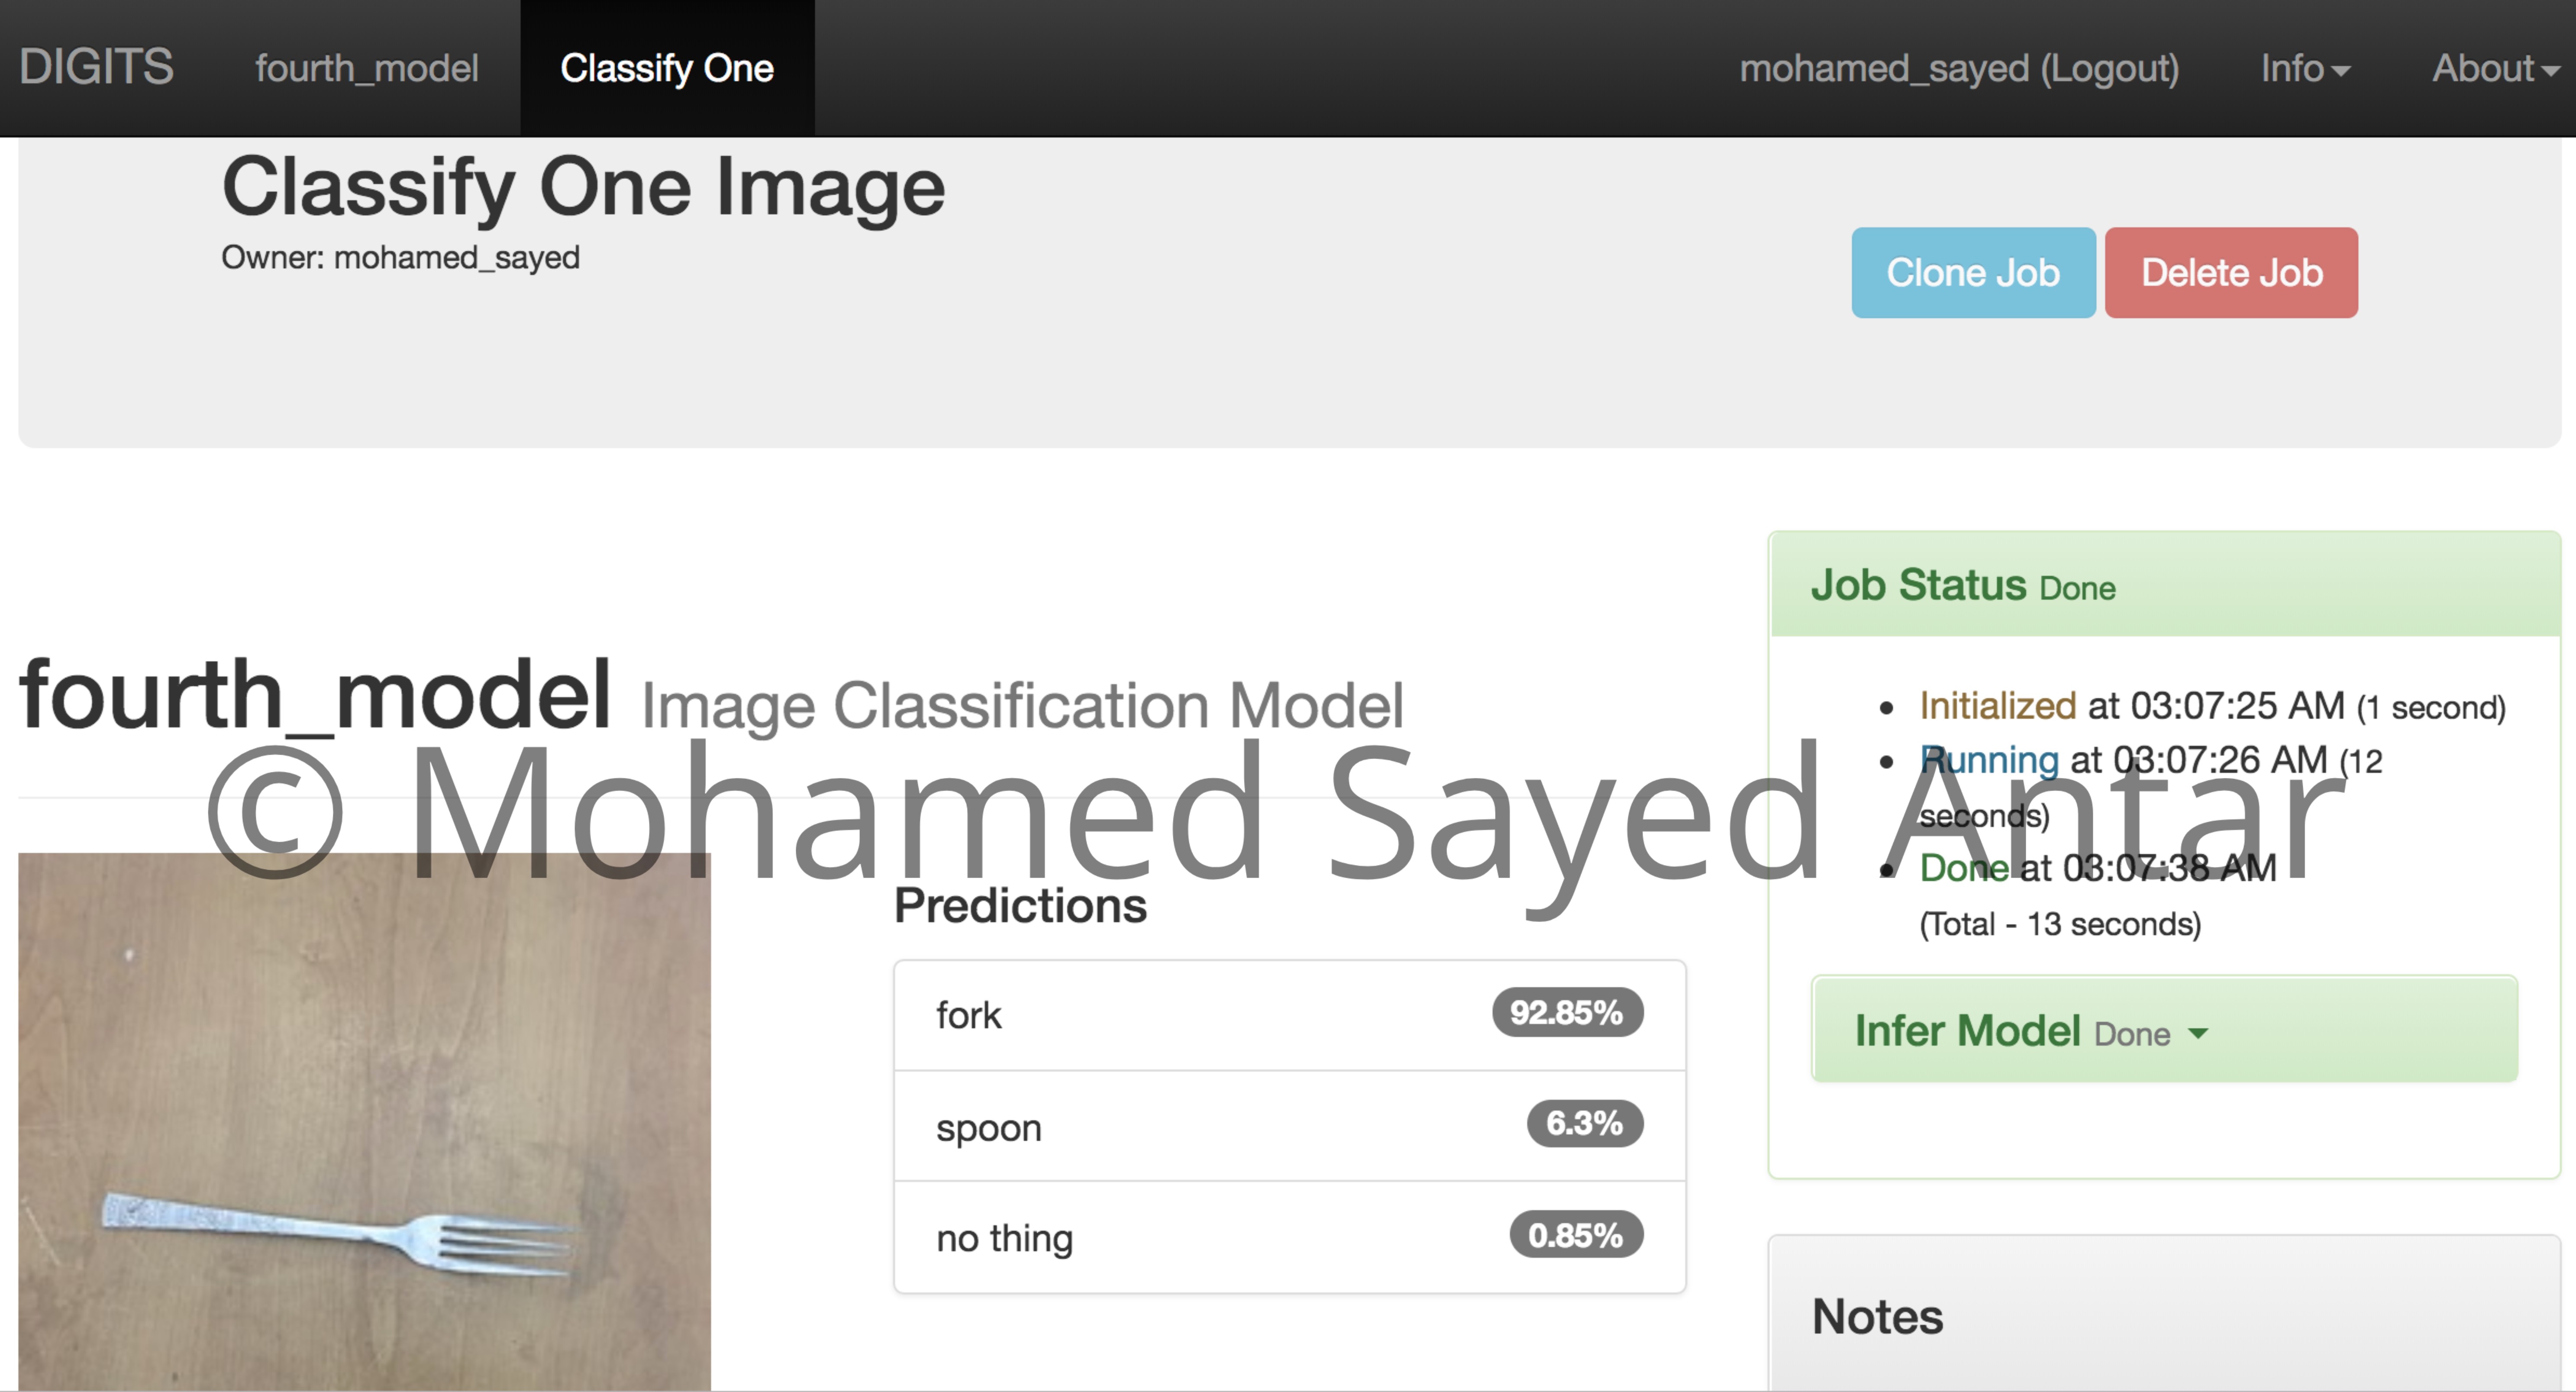 DIGITS fourth_model Classify One mohamed_sayed (Logout) Info About
Classify One Image
Owner: mohamed_sayed
Clone Job Delete Job
fourth_model Image Classification Model
© Mohamed Sayed Antar
Predictions
fork 92.85%
spoon 6.3%
no thing 0.85%
Job Status Done
Initialized at 03:07:25 AM (1 second)
Running at 03:07:26 AM (12
seconds)
Done at 03:07:38 AM
(Total - 13 seconds)
Infer Model Done
Notes